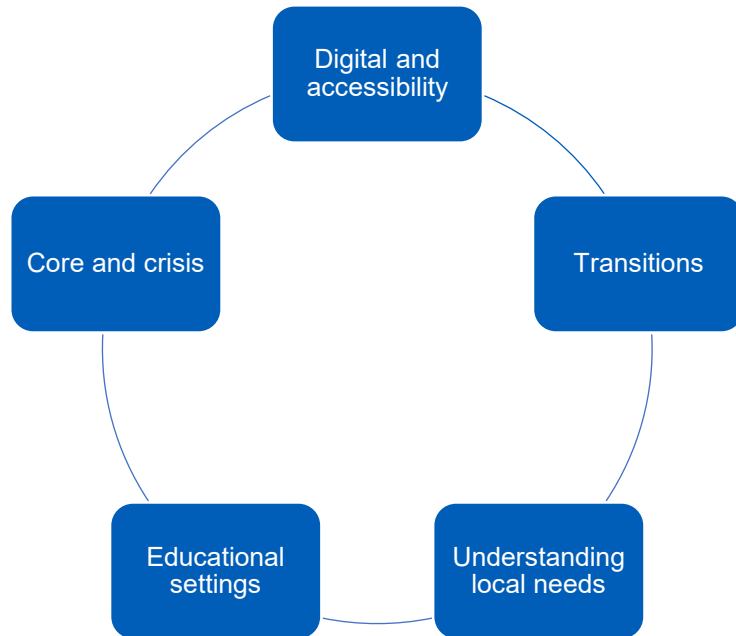 Digital and
accessibility
Core and crisis
Transitions
Educational
settings
Understanding
local needs